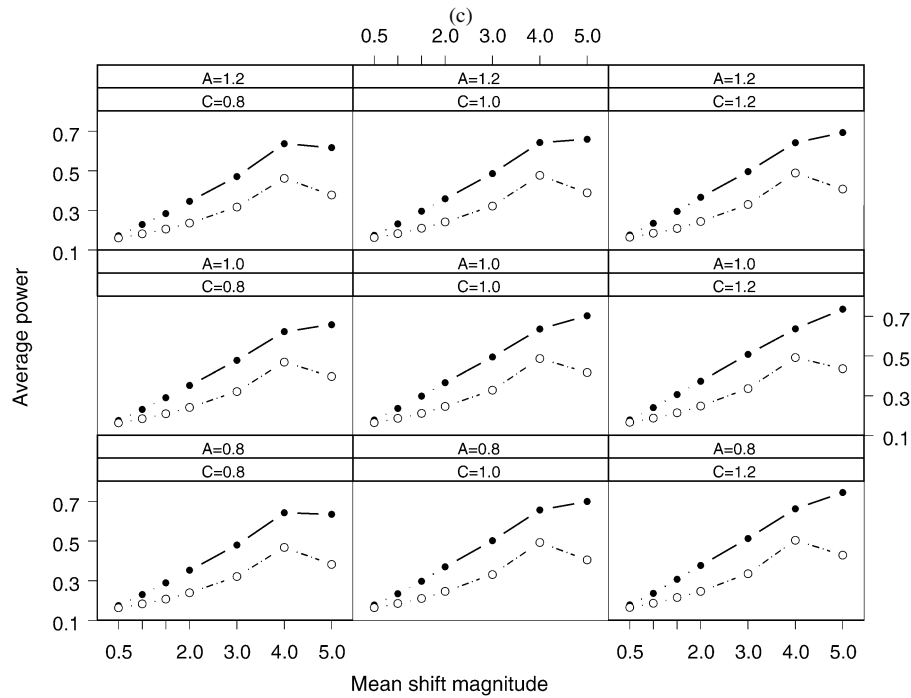 (c)
0.5 2.0 3.0 4.0 5.0
A=1.2 A=1.2 A=1.2
C=0.8 C=1.0 C=1.2
0.7
0.5
0.3
0.1
A=1.0 A=1.0 A=1.0
C=0.8 C=1.0 C=1.2
0.7
0.5
0.3
0.1
Average power
A=0.8 A=0.8 A=0.8
C=0.8 C=1.0 C=1.2
0.7
0.5
0.3
0.1
0.5 2.0 3.0 4.0 5.0 0.5 2.0 3.0 4.0 5.0
Mean shift magnitude